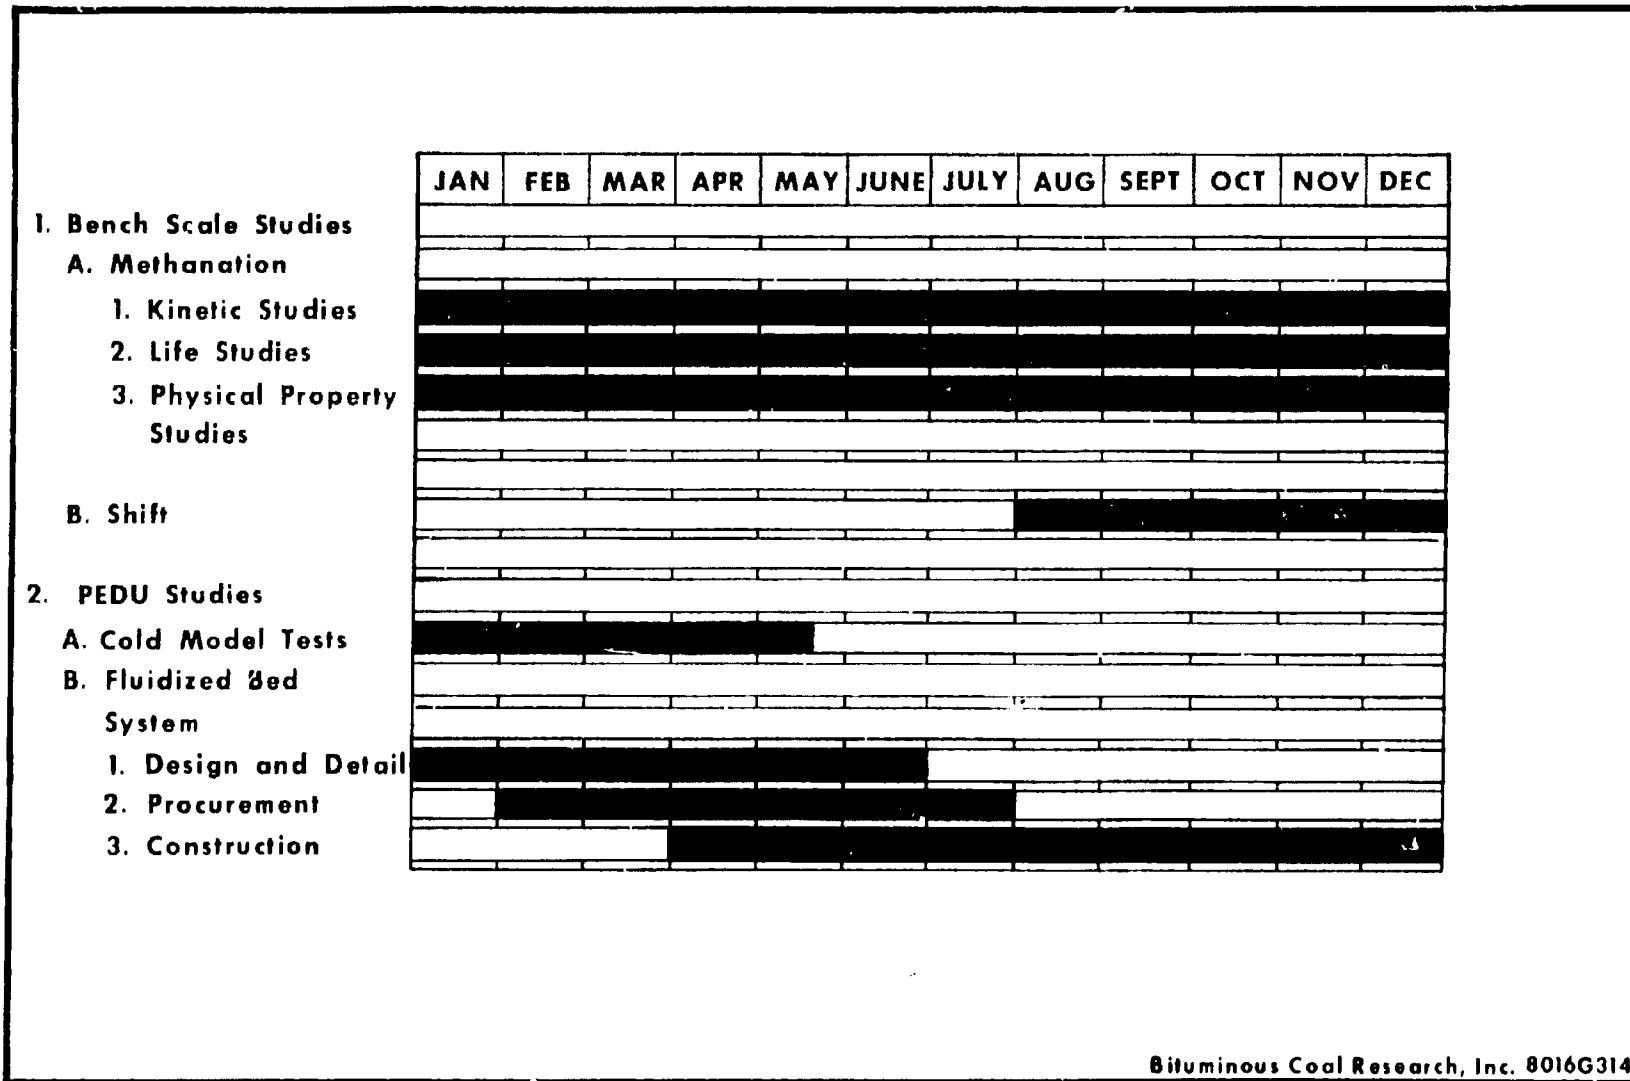 JAN FEB MAR APR MAY JUNE JULY AUG SEPT OCT NOV DEC
1. Bench Scale Studies
A. Methanation
1. Kinetic Studies
2. Life Studies
3. Physical Property
Studies
B. Shift
2. PEDU Studies
A. Cold Model Tests
B. Fluidized Bed
System
1. Design and Detail
2. Procurement
3. Construction
Bituminous Coal Research, Inc. 8016G314